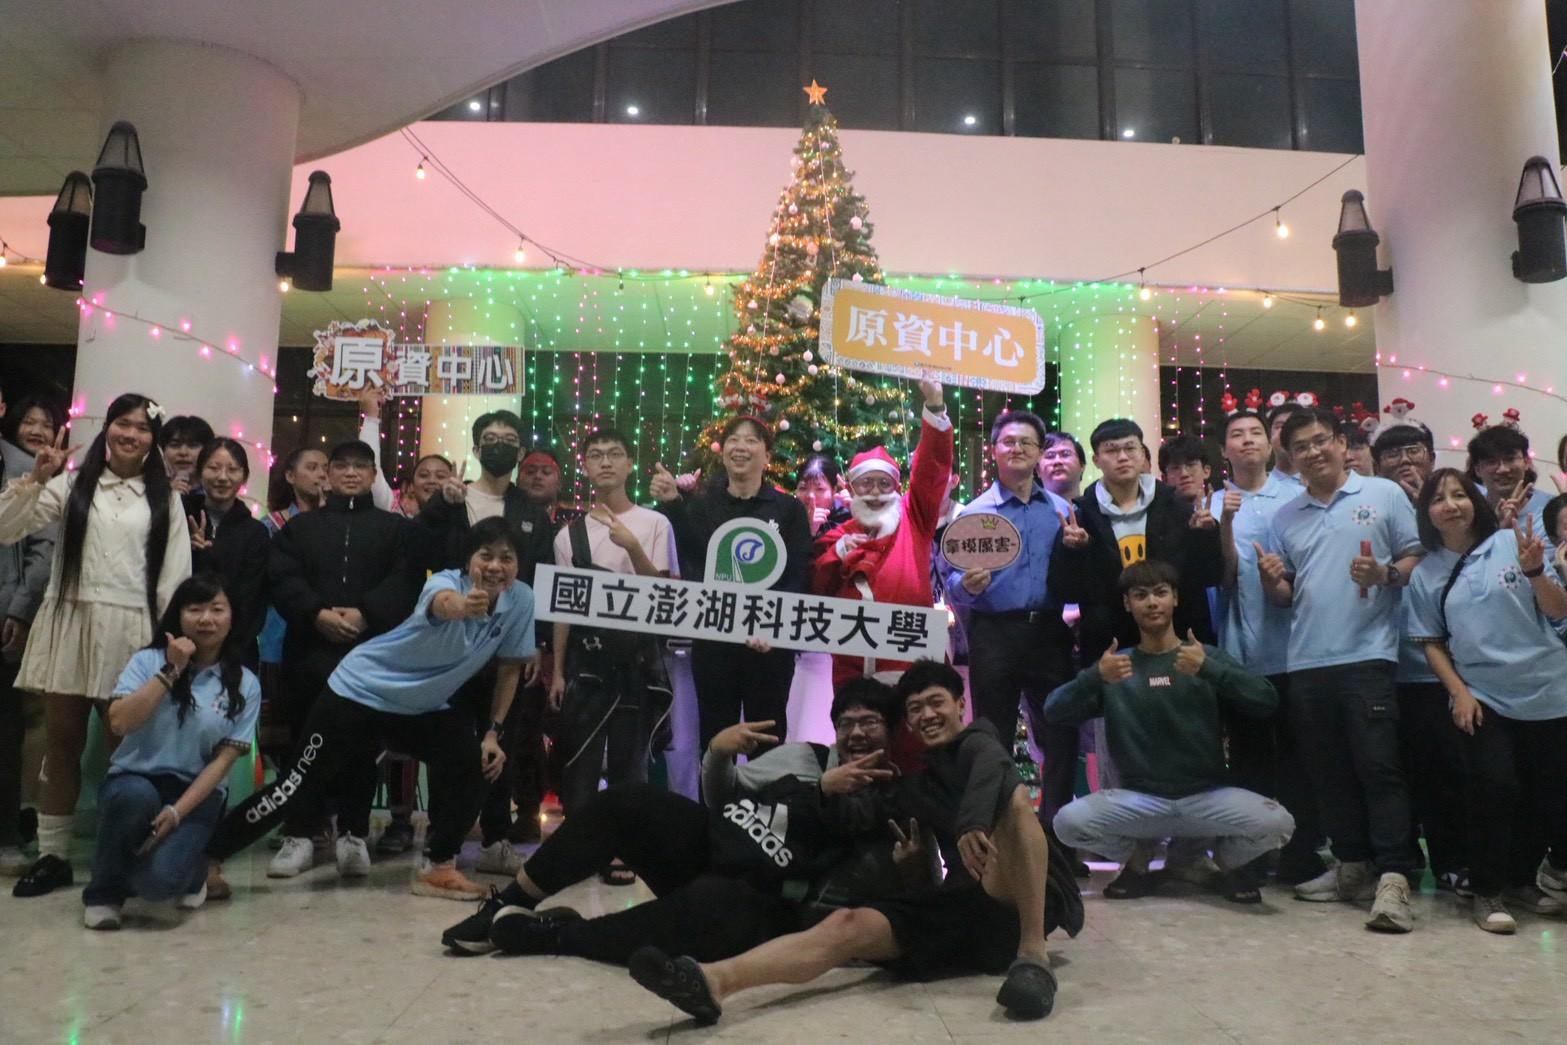 原資中心
原資中心
NPU
國立澎湖科技大學
拿模厲害~
adidas neo
adidas
MARVEL